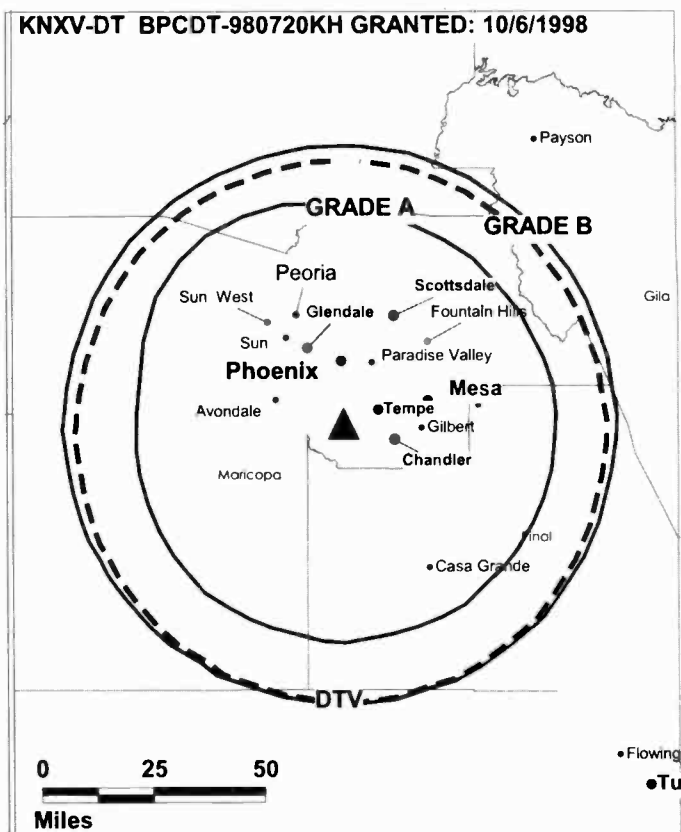 KNXV-DT BPCDT-980720KH GRANTED: 10/6/1998
Payson
GRADE A
GRADE B
Peoria
Scottsdale
Sun West
Glendale
Fountain Hills
Gila
Sun
Paradise Valley
Phoenix
Mesa
Avondale
Tempe
Gilbert
Chandler
Maricopa
Pinal
Casa Grande
DTV
Flowing
Tu
0 25 50
Miles